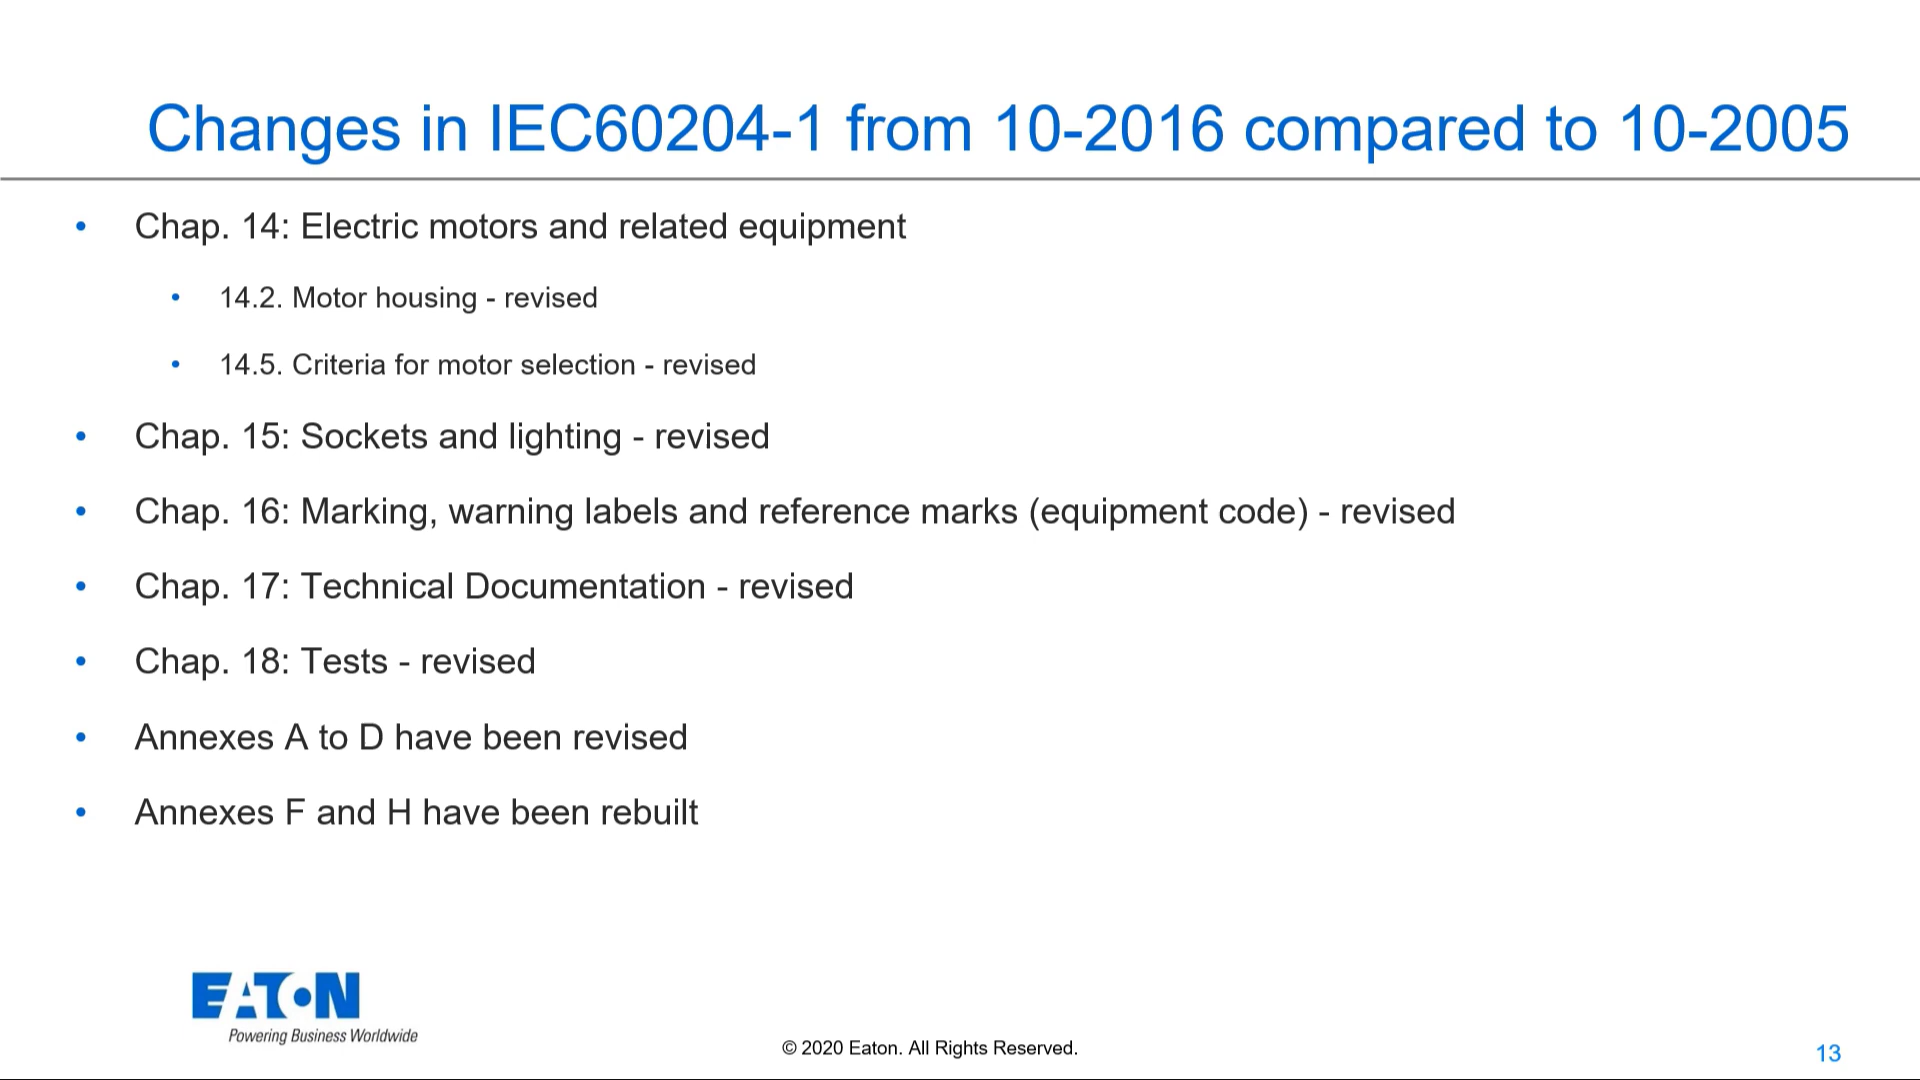 Changes in IEC60204-1 from 10-2016 compared to 10-2005
• Chap. 14: Electric motors and related equipment
• 14.2. Motor housing - revised
• 14.5. Criteria for motor selection - revised
• Chap. 15: Sockets and lighting - revised
• Chap. 16: Marking, warning labels and reference marks (equipment code) - revised
• Chap. 17: Technical Documentation - revised
• Chap. 18: Tests - revised
• Annexes A to D have been revised
• Annexes F and H have been rebuilt
EATON
Powering Business Worldwide
© 2020 Eaton. All Rights Reserved.
13